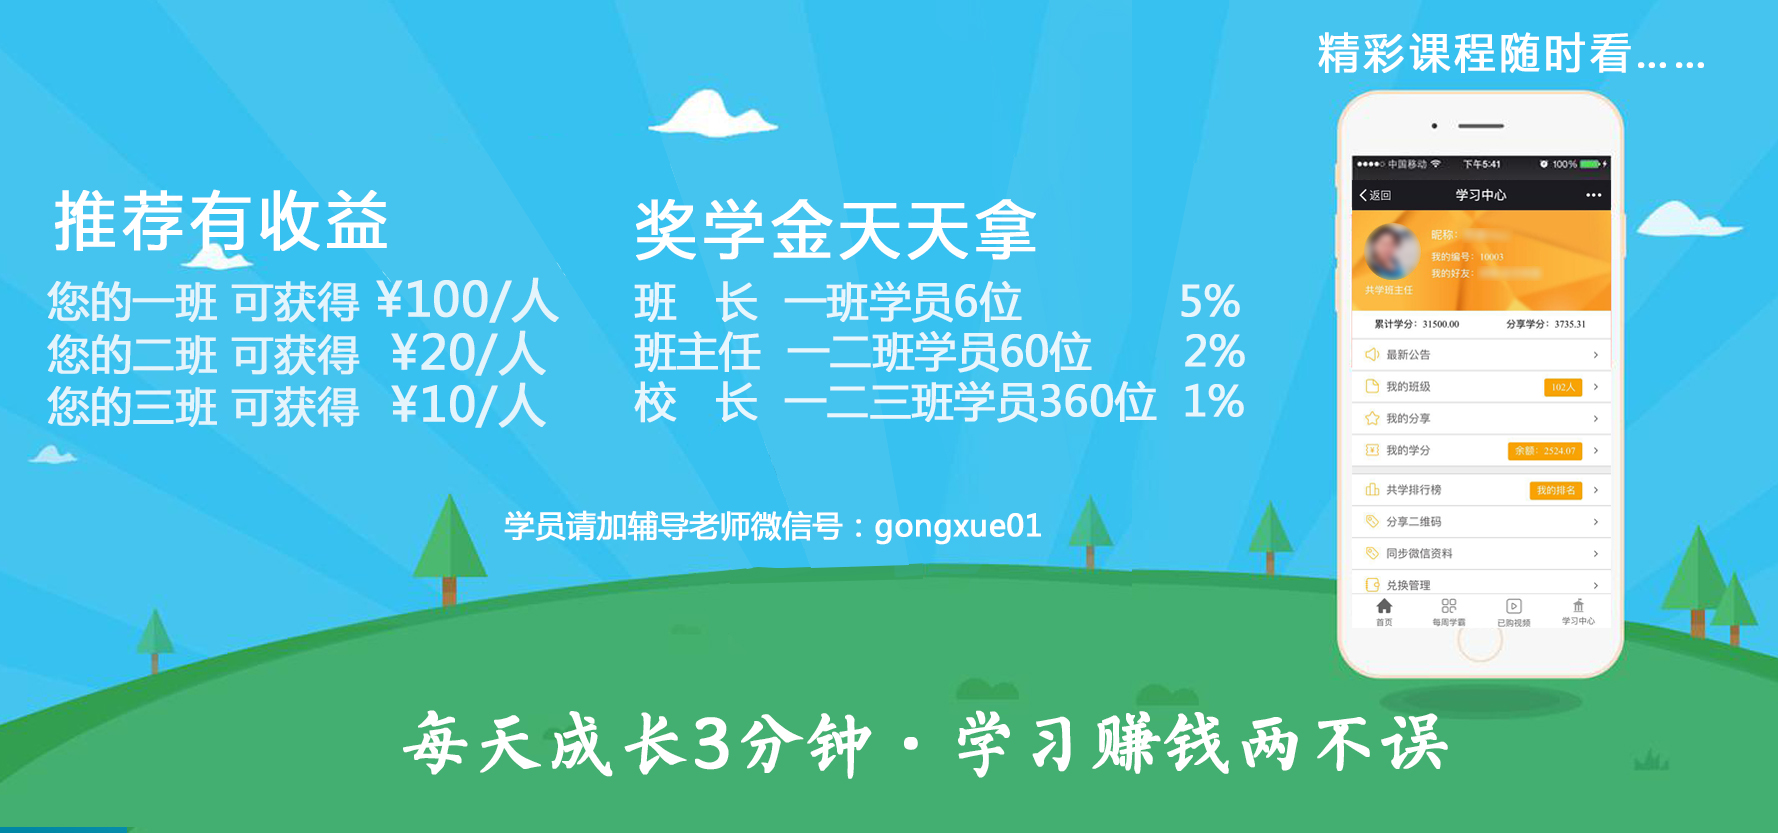 精彩课程随时看……
推荐有收益
您的一班 可获得 ¥100/人
您的二班 可获得 ¥20/人
您的三班 可获得 ¥10/人
奖学金天天拿
班 长 一班学员6位 5%
班主任 一二班学员60位 2%
校 长 一二三班学员360位 1%
学员请加辅导老师微信号：gongxue01
中国移动 下午5:41 100%
返回 学习中心
昵称：
我的编号：10003
我的好友：
共学班主任
累计学分：31500.00 分享学分：3735.31
最新公告
我的班级 102人
我的分享
我的学分 余额：2524.07
共学排行榜 我的排名
分享二维码
同步微信资料
兑换管理
首页 每周学霸 已购视频 学习中心
每天成长3分钟·学习赚钱两不误